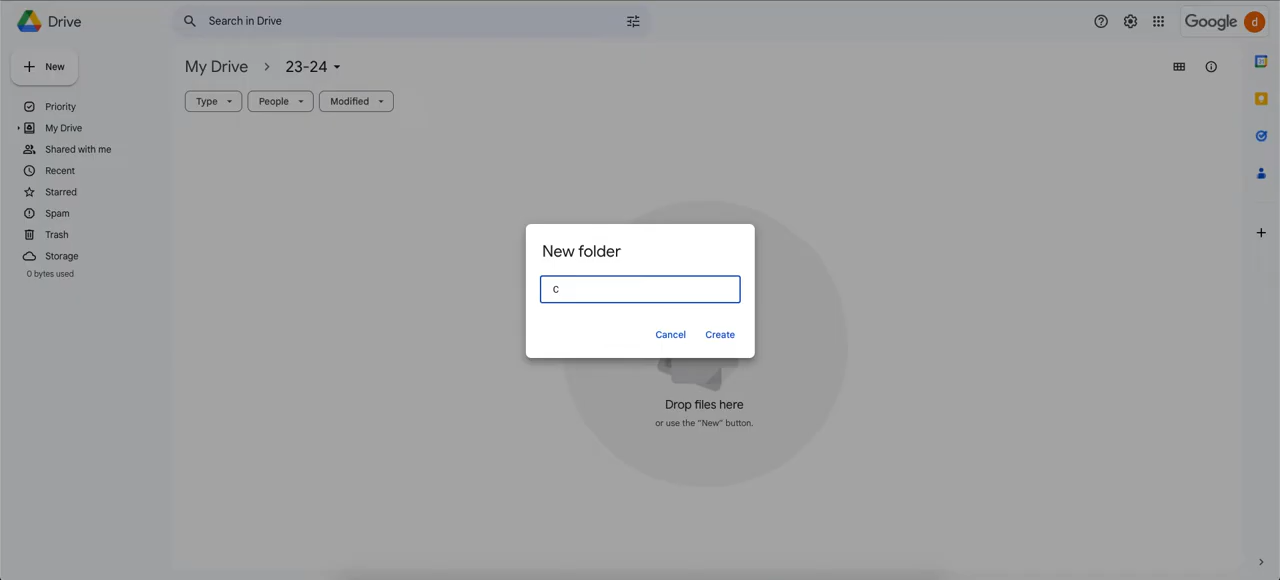 Drive
Search in Drive
Google
d
New
My Drive > 23-24
Type
People
Modified
Priority
My Drive
Shared with me
Recent
Starred
Spam
Trash
Storage
0 bytes used
New folder
C
Cancel
Create
Drop files here
or use the "New" button.